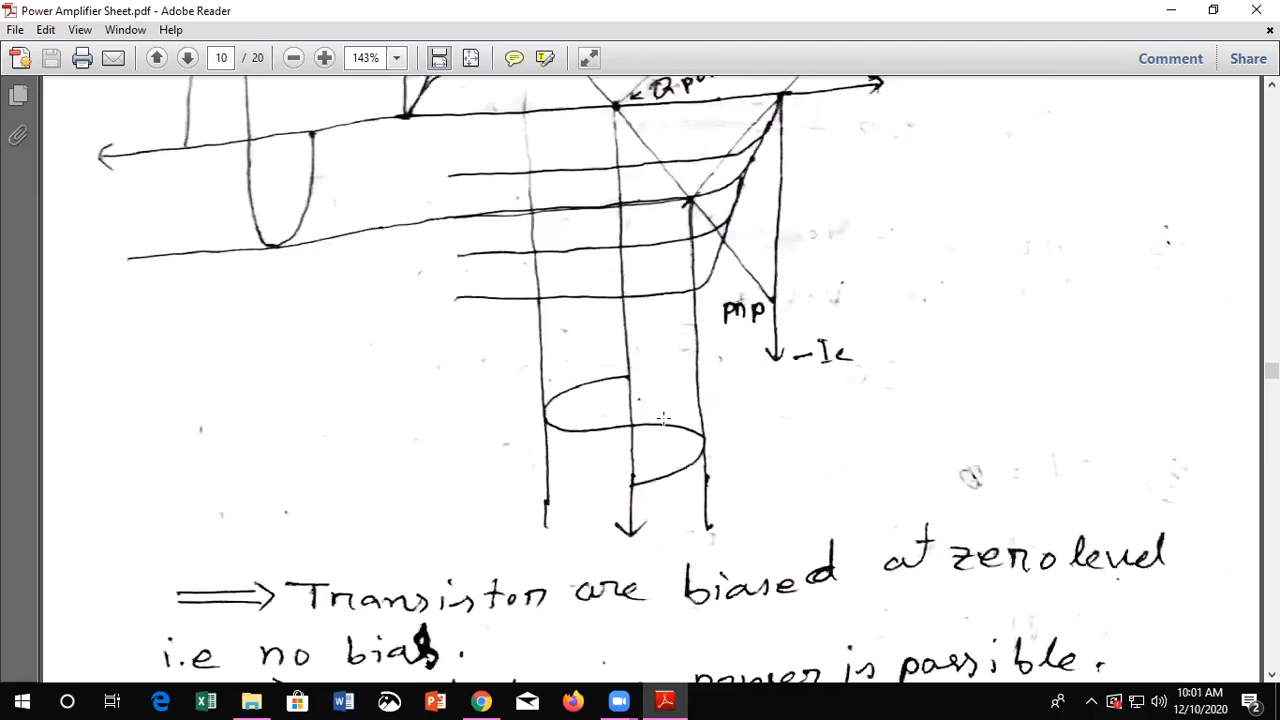 Power Amplifier Sheet.pdf - Adobe Reader
File Edit View Window Help
10 / 20 143% Comment Share
pnp
-Ic
⟹ Transistor are biased at zero level
i.e no bias.
power is possible.
10:01 AM
12/10/2020
2